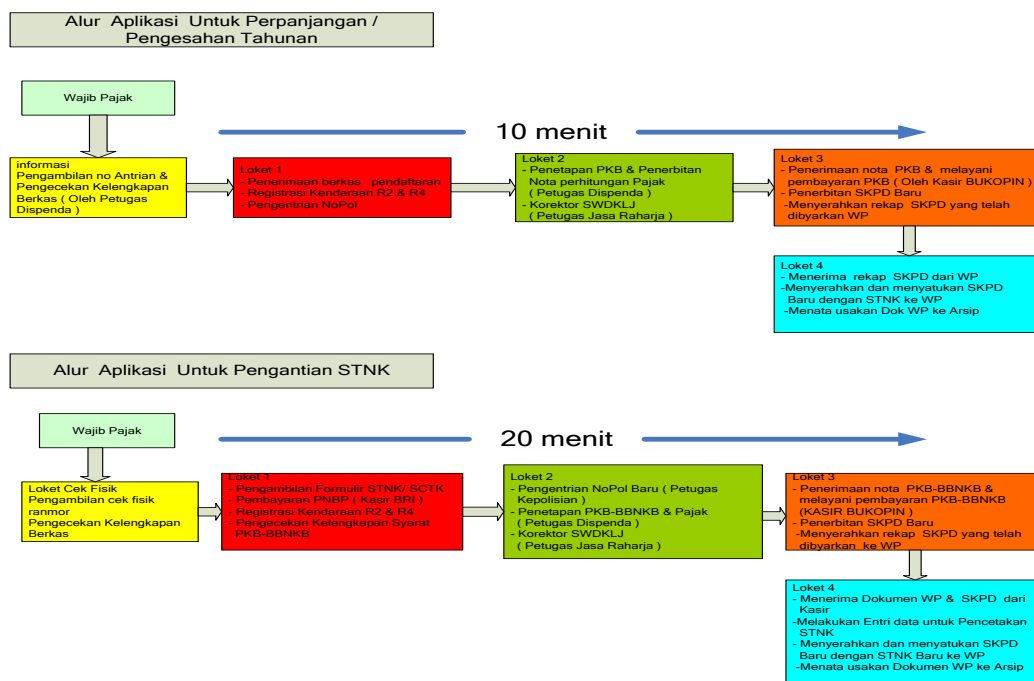 Alur Aplikasi Untuk Perpanjangan /
Pengesahan Tahunan
Wajib Pajak
10 menit
informasi
Pengambilan no Antrian &
Pengecekan Kelengkapan
Berkas ( Oleh Petugas
Dispenda )
Loket 1
- Penerimaan berkas pendaftaran
- Registrasi Kendaraan R2 & R4
- Pengentrian NoPol
Loket 2
- Penetapan PKB & Penerbitan
Nota perhitungan Pajak
( Petugas Dispenda )
- Korektor SWDKLJ
( Petugas Jasa Raharja )
Loket 3
- Penerimaan nota PKB & melayani
pembayaran PKB ( Oleh Kasir BUKOPIN )
- Penerbitan SKPD Baru
-Menyerahkan rekap SKPD yang telah
dibyarkan WP
Loket 4
- Menerima rekap SKPD dari WP
-Menyerahkan dan menyatukan SKPD
Baru dengan STNK ke WP
-Menata usakan Dok WP ke Arsip
Alur Aplikasi Untuk Pengantian STNK
Wajib Pajak
20 menit
Loket Cek Fisik
Pengambilan cek fisik
ranmor
Pengecekan Kelengkapan
Berkas
Loket 1
- Pengambilan Formulir STNK/ SCTK
- Pembayaran PNBP ( Kasir BRI )
- Registrasi Kendaraan R2 & R4
- Pengecekan Kelengkapan Syarat
PKB-BBNKB
Loket 2
- Pengentrian NoPol Baru ( Petugas
Kepolisian )
- Penetapan PKB-BBNKB & Pajak
( Petugas Dispenda )
- Korektor SWDKLJ
( Petugas Jasa Raharja )
Loket 3
- Penerimaan nota PKB-BBNKB &
melayani pembayaran PKB-BBNKB
(KASIR BUKOPIN )
- Penerbitan SKPD Baru
-Menyerahkan rekap SKPD yang telah
dibyarkan ke WP
Loket 4
- Menerima Dokumen WP & SKPD dari
Kasir
-Melakukan Entri data untuk Pencetakan
STNK
- Menyerahkan dan menyatukan SKPD
Baru dengan STNK Baru ke WP
-Menata usakan Dokumen WP ke Arsip